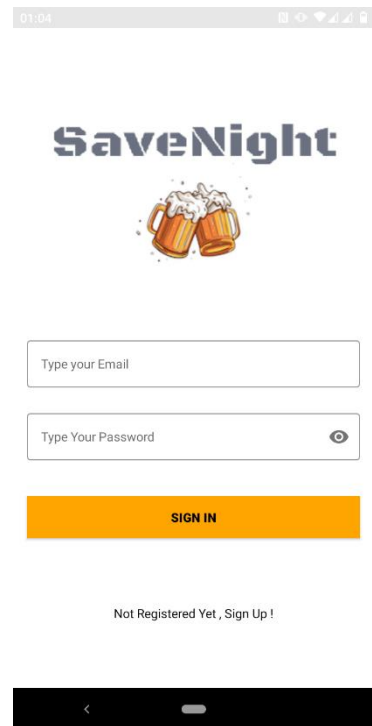 01:04
SaveNight
Type your Email
Type Your Password
SIGN IN
Not Registered Yet , Sign Up !